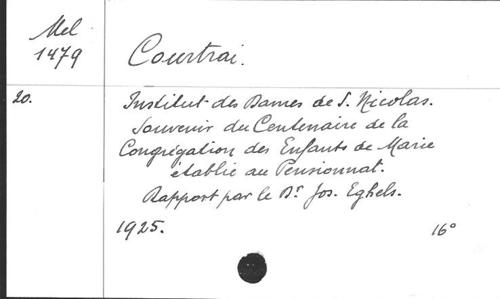 Mel
1479
Courtrai.
20.
Institut des Dames de S. Nicolas.
Souvenir du Centenaire de la
Congrégation des Enfants de Marie
établie au Pensionnat.
Rapport par le Dr. Jos. Eghels.
1925.
16°